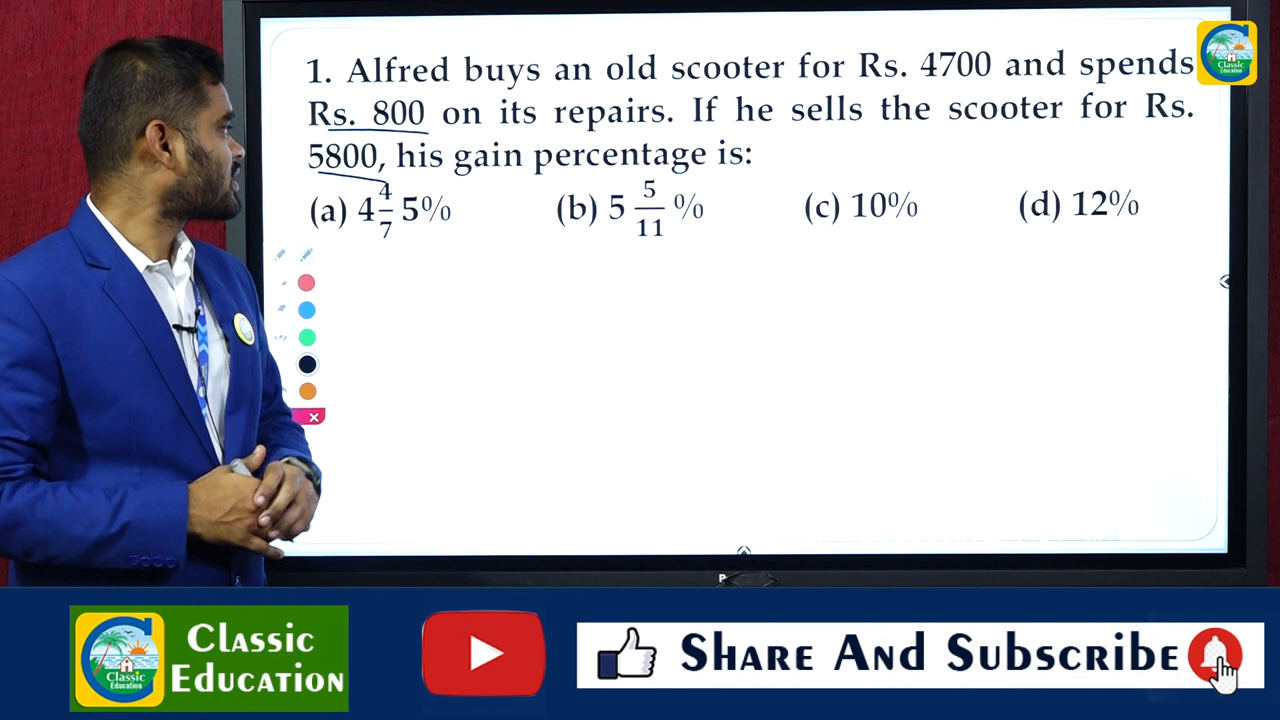 1. Alfred buys an old scooter for Rs. 4700 and spends
Rs. 800 on its repairs. If he sells the scooter for Rs.
5800, his gain percentage is:
(a) 4 4/7 5% (b) 5 5/11 % (c) 10% (d) 12%
Classic
Education
Classic
Education
Classic
Education
Share And Subscribe